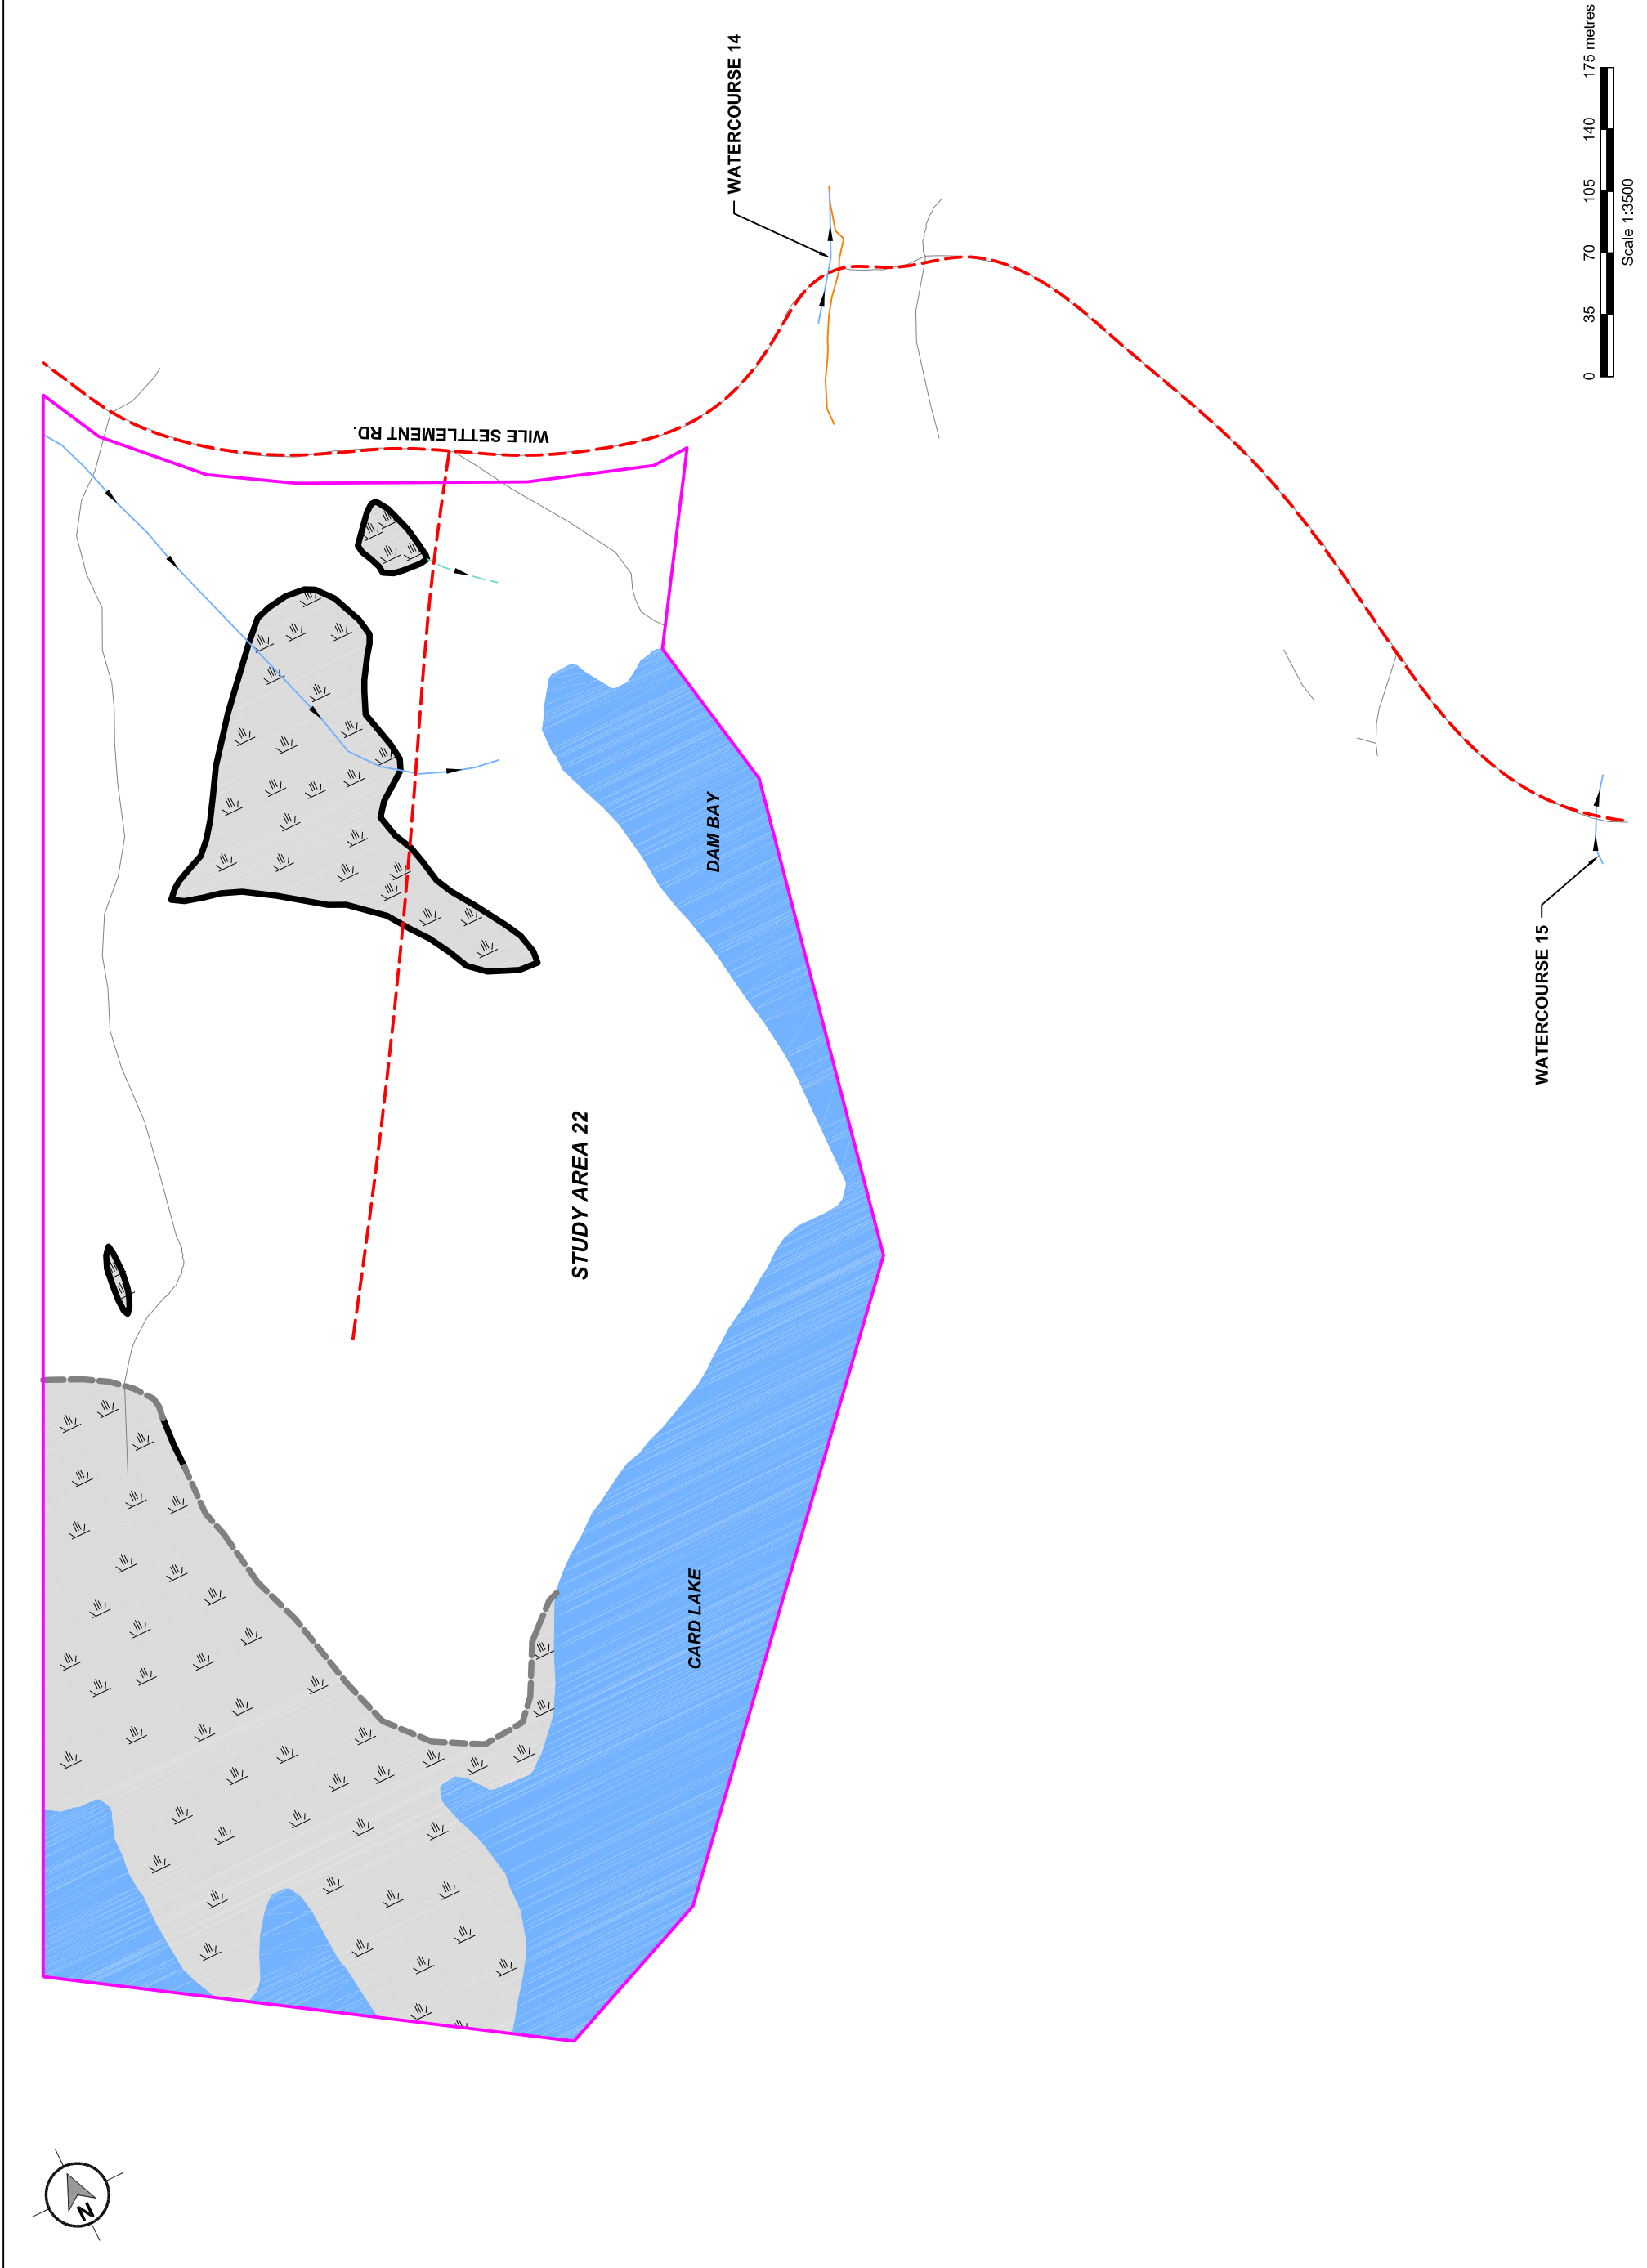 WATERCOURSE 14
WILE SETTLEMENT RD.
DAM BAY
STUDY AREA 22
CARD LAKE
WATERCOURSE 15
N
0 35 70 105 140 175 metres
Scale 1:3500